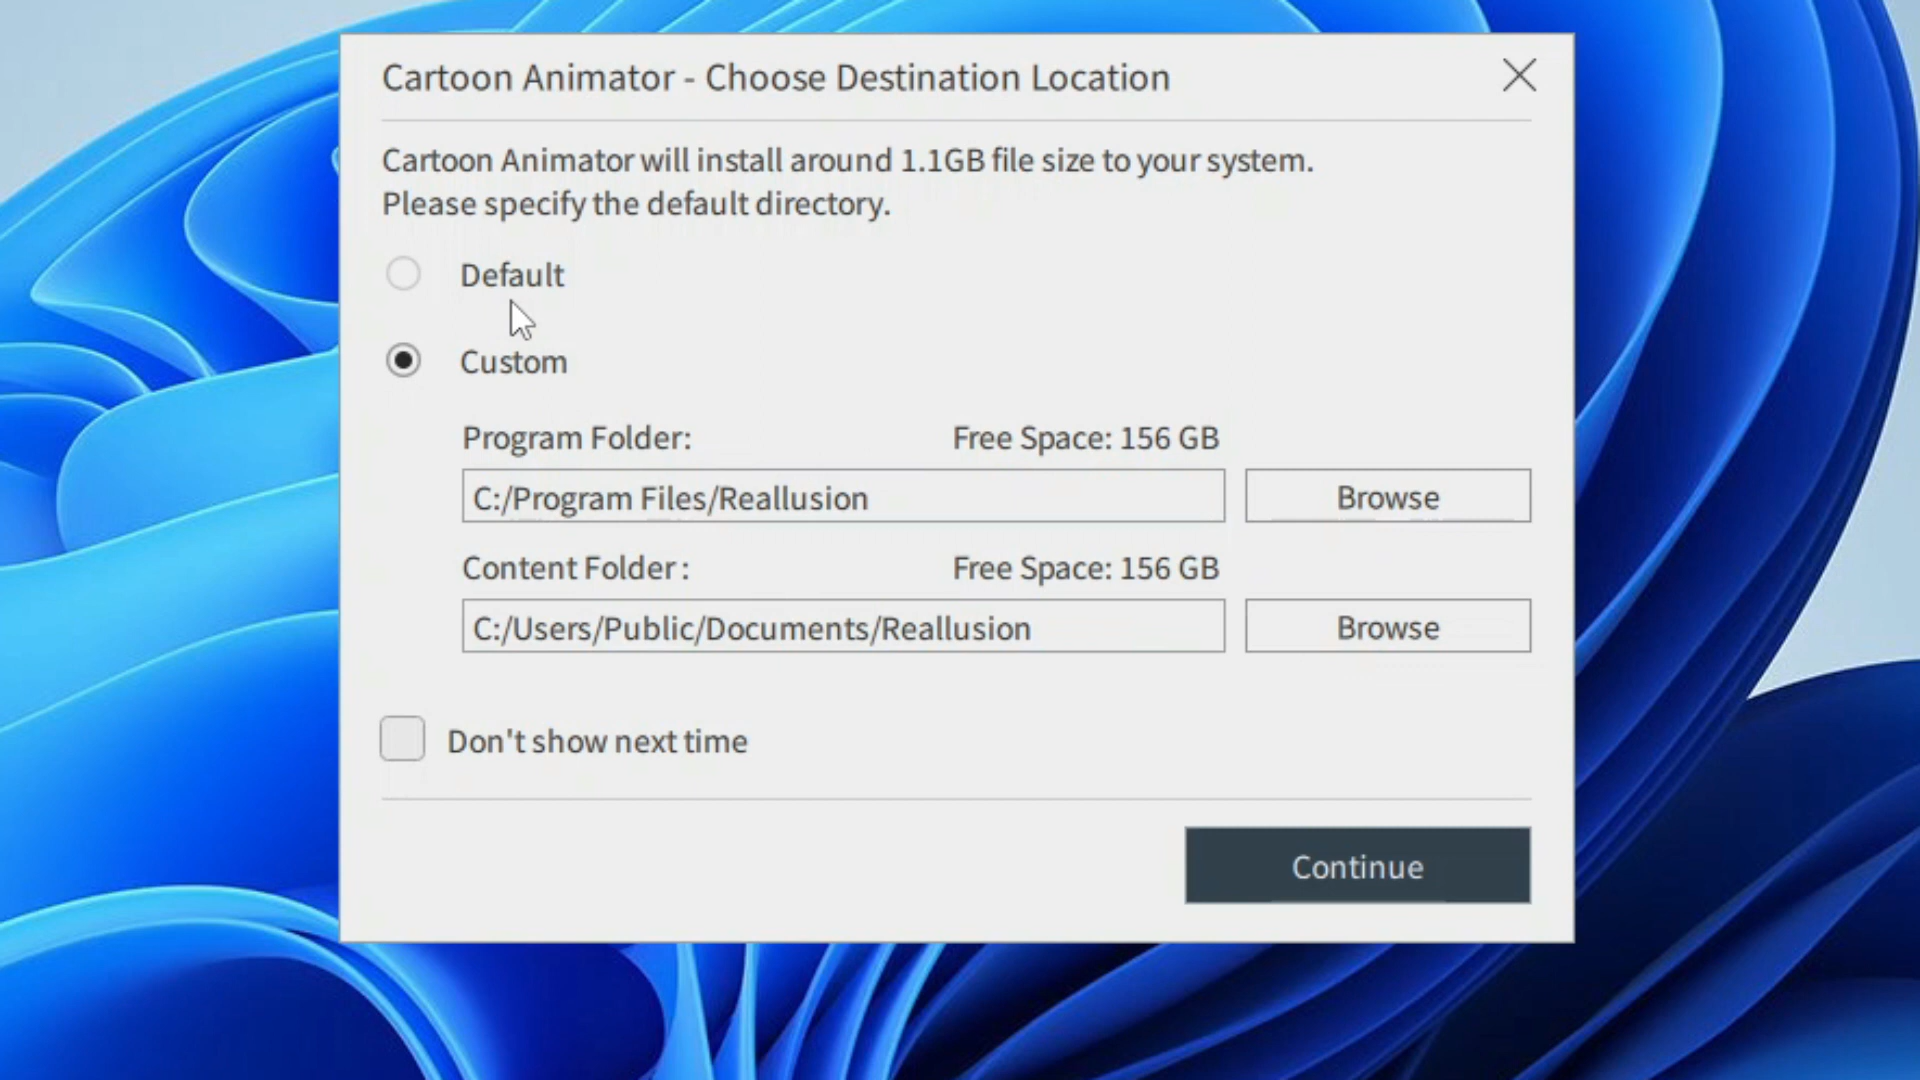 Cartoon Animator - Choose Destination Location
Cartoon Animator will install around 1.1GB file size to your system.
Please specify the default directory.
Default
Custom
Program Folder: Free Space: 156 GB
C:/Program Files/Reallusion Browse
Content Folder : Free Space: 156 GB
C:/Users/Public/Documents/Reallusion Browse
Don't show next time
Continue